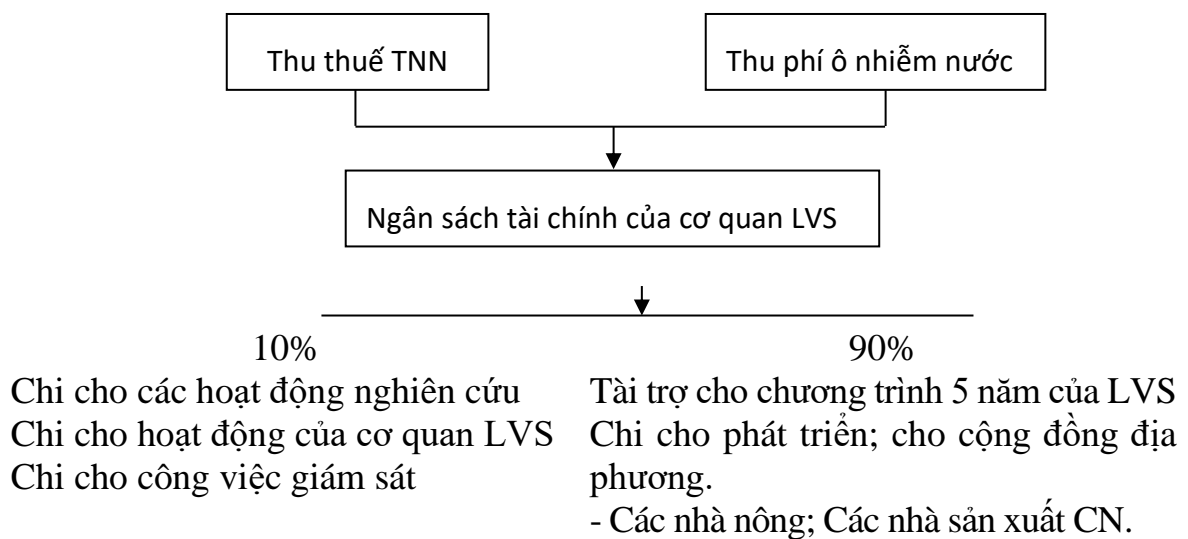 Thu thuế TNN
Thu phí ô nhiễm nước
Ngân sách tài chính của cơ quan LVS
10%
Chi cho các hoạt động nghiên cứu
Chi cho hoạt động của cơ quan LVS
Chi cho công việc giám sát
90%
Tài trợ cho chương trình 5 năm của LVS
Chi cho phát triển; cho cộng đồng địa
phương.
- Các nhà nông; Các nhà sản xuất CN.